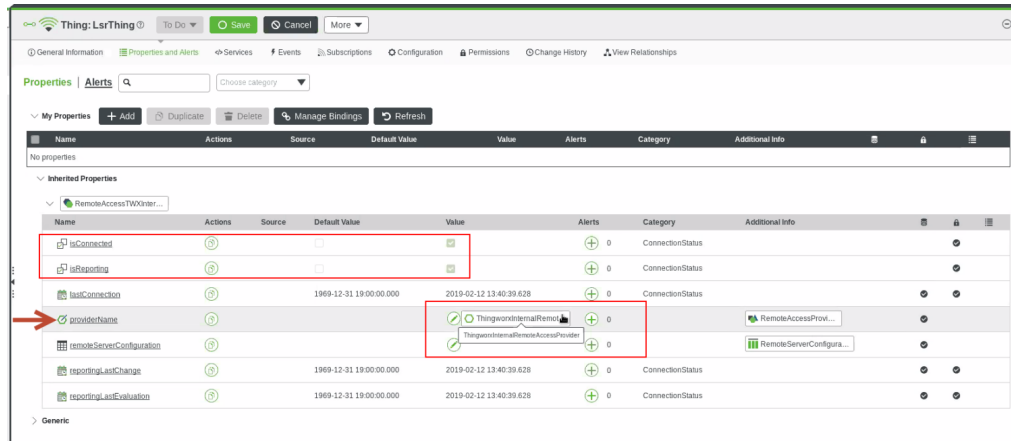 Thing: LsrThing To Do Save Cancel More
General Information Properties and Alerts Services Events Subscriptions Configuration Permissions Change History View Relationships
Properties | Alerts Choose category
My Properties Add Duplicate Delete Manage Bindings Refresh
Name Actions Source Default Value Value Alerts Category Additional Info
No properties
Inherited Properties
RemoteAccessTWXInter...
Name Actions Source Default Value Value Alerts Category Additional Info
isConnected 0 ConnectionStatus
isReporting 0 ConnectionStatus
lastConnection 1969-12-31 19:00:00.000 2019-02-12 13:40:39.628 0 ConnectionStatus
providerName ThingworxInternalRemot 0 RemoteAccessProvi...
ThingworxInternalRemoteAccessProvider
remoteServerConfiguration 0 RemoteServerConfigura...
reportingLastChange 1969-12-31 19:00:00.000 2019-02-12 13:40:39.628 0 ConnectionStatus
reportingLastEvaluation 1969-12-31 19:00:00.000 2019-02-12 13:40:39.628 0 ConnectionStatus
Generic